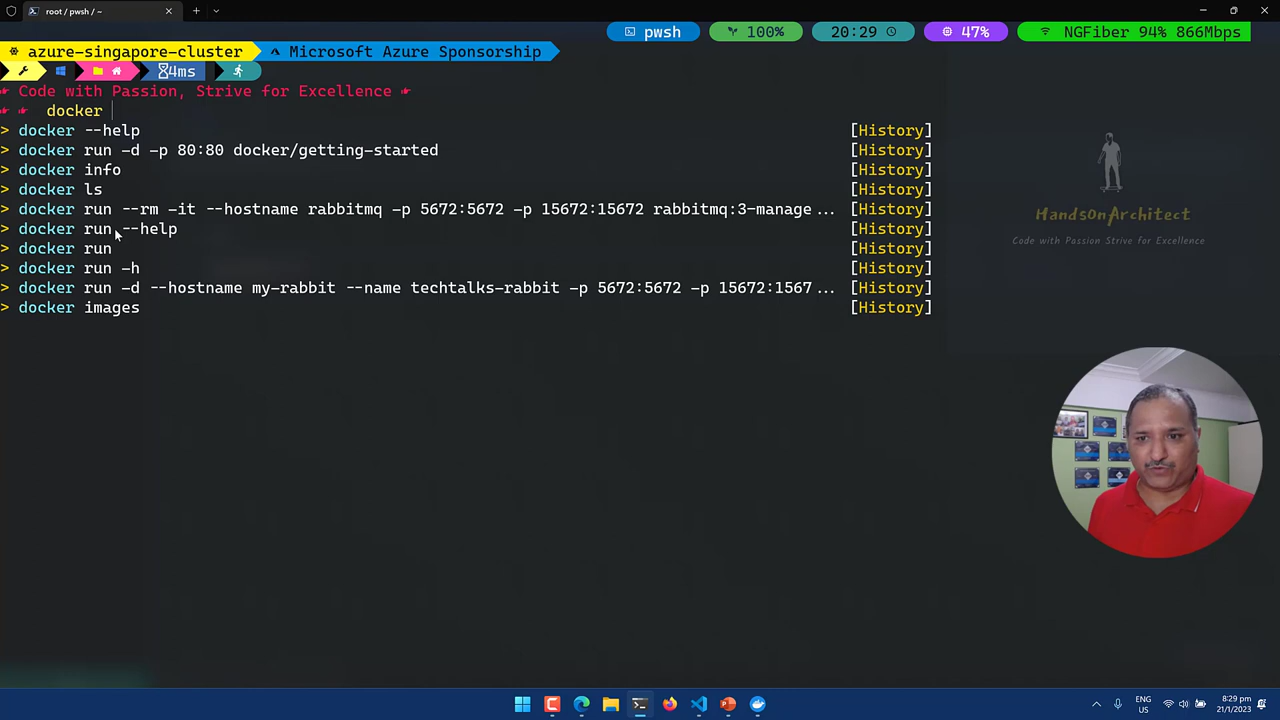 root / pwsh / ~
pwsh 100% 20:29 47% NGFiber 94% 866Mbps
azure-singapore-cluster Microsoft Azure Sponsorship
4ms
Code with Passion, Strive for Excellence
docker
> docker --help [History]
> docker run -d -p 80:80 docker/getting-started [History]
> docker info [History]
> docker ls [History]
> docker run --rm -it --hostname rabbitmq -p 5672:5672 -p 15672:15672 rabbitmq:3-manage... [History]
> docker run --help [History]
> docker run [History]
> docker run -h [History]
> docker run -d --hostname my-rabbit --name techtalks-rabbit -p 5672:5672 -p 15672:1567... [History]
> docker images [History]
HandsOnArchitect
Code with Passion Strive for Excellence
ENG
US
8:29 pm
21/1/2023